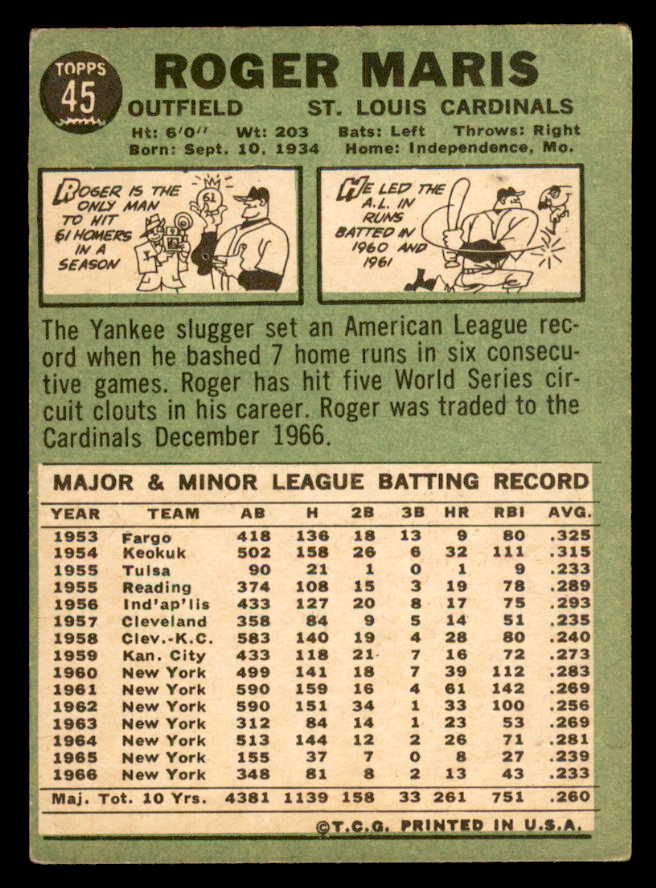 TOPPS
45
ROGER MARIS
OUTFIELD ST. LOUIS CARDINALS
Ht: 6'0" Wt: 203 Bats: Left Throws: Right
Born: Sept. 10, 1934 Home: Independence, Mo.
ROGER IS THE
ONLY MAN
TO HIT
61 HOMERS
IN A
SEASON
61
HE LED THE
A.L. IN
RUNS
BATTED IN
1960 AND
1961
The Yankee slugger set an American League rec-
ord when he bashed 7 home runs in six consecu-
tive games. Roger has hit five World Series cir-
cuit clouts in his career. Roger was traded to the
Cardinals December 1966.
MAJOR & MINOR LEAGUE BATTING RECORD
YEAR TEAM AB H 2B 3B HR RBI AVG.
1953 Fargo 418 136 18 13 9 80 .325
1954 Keokuk 502 158 26 6 32 111 .315
1955 Tulsa 90 21 1 0 1 9 .233
1955 Reading 374 108 15 3 19 78 .289
1956 Ind'ap'lis 433 127 20 8 17 75 .293
1957 Cleveland 358 84 9 5 14 51 .235
1958 Clev.-K.C. 583 140 19 4 28 80 .240
1959 Kan. City 433 118 21 7 16 72 .273
1960 New York 499 141 18 7 39 112 .283
1961 New York 590 159 16 4 61 142 .269
1962 New York 590 151 34 1 33 100 .256
1963 New York 312 84 14 1 23 53 .269
1964 New York 513 144 12 2 26 71 .281
1965 New York 155 37 7 0 8 27 .239
1966 New York 348 81 8 2 13 43 .233
Maj. Tot. 10 Yrs. 4381 1139 158 33 261 751 .260
©T.C.G. PRINTED IN U.S.A.